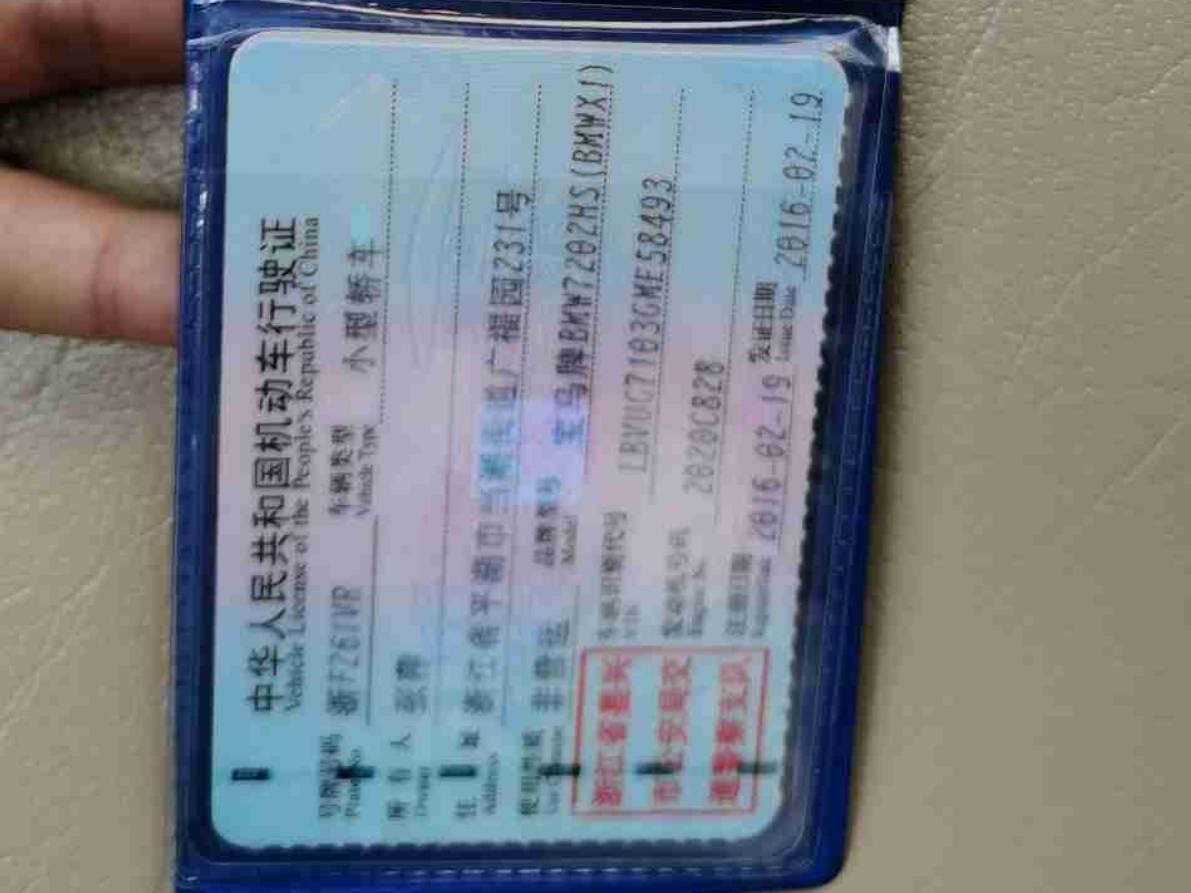 中华人民共和国机动车行驶证
Vehicle License of the People's Republic of China
号牌号码 浙F261VR 车辆类型 小型轿车
Plate No. Vehicle Type
所有人
Owner
住址 浙江省平湖市当湖街道广福园231号
Address
使用性质 非营运 品牌型号 宝马牌BMW7202HS(BMWX1)
Use Character Model
车辆识别代号 LBVUG7103GME58493
VIN
发动机号码 2020C828
Engine No.
注册日期 2016-02-19 发证日期 2016-02-19
Issue Date
浙江省嘉兴
市公安局交
通警察支队